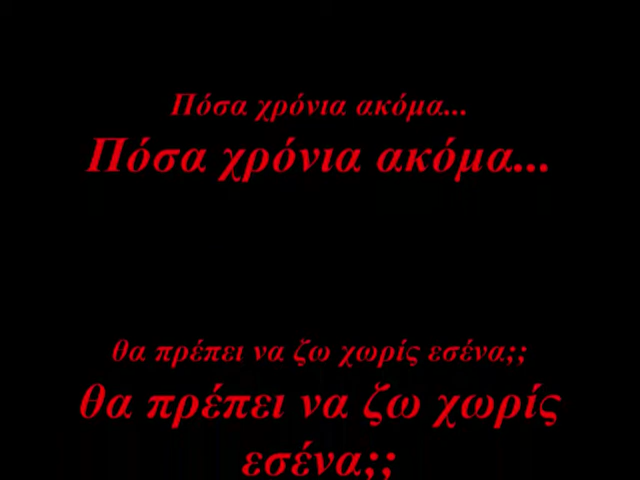 Πόσα χρόνια ακόμα...
Πόσα χρόνια ακόμα...
θα πρέπει να ζω χωρίς εσένα;;
θα πρέπει να ζω χωρίς
εσένα;;